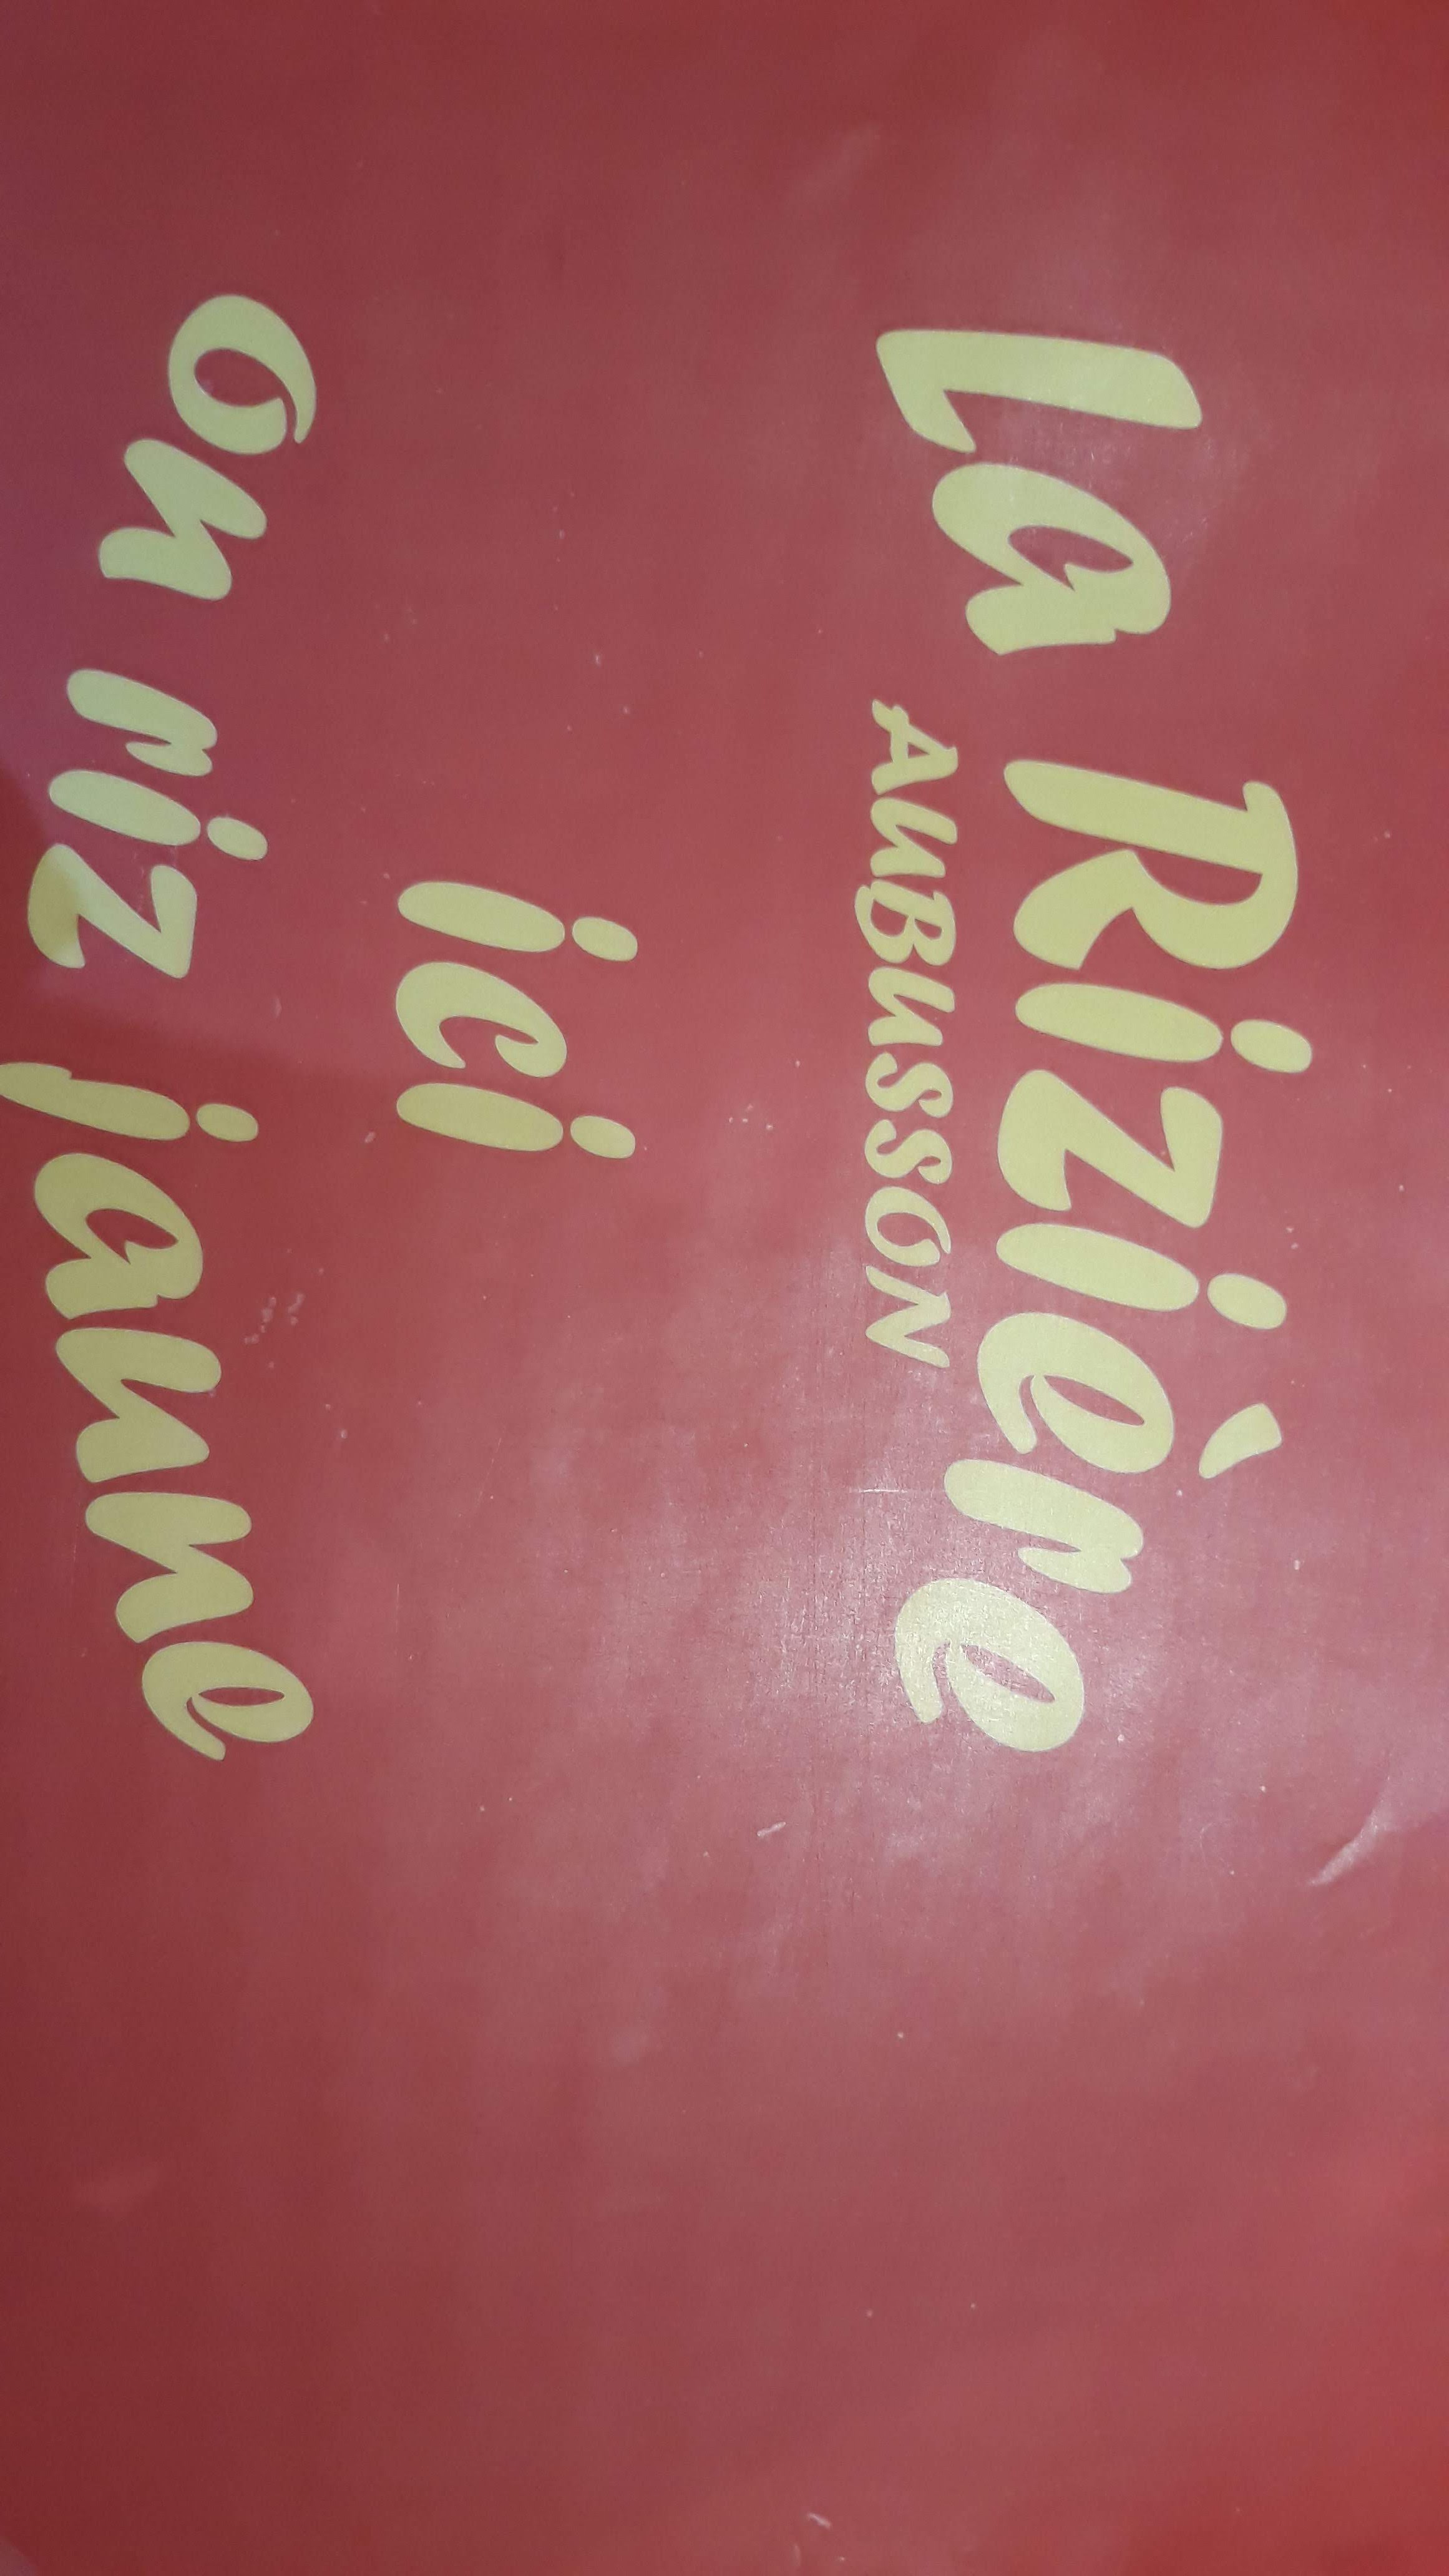 la Rizière
AUBUSSON
ici
on riz jaune